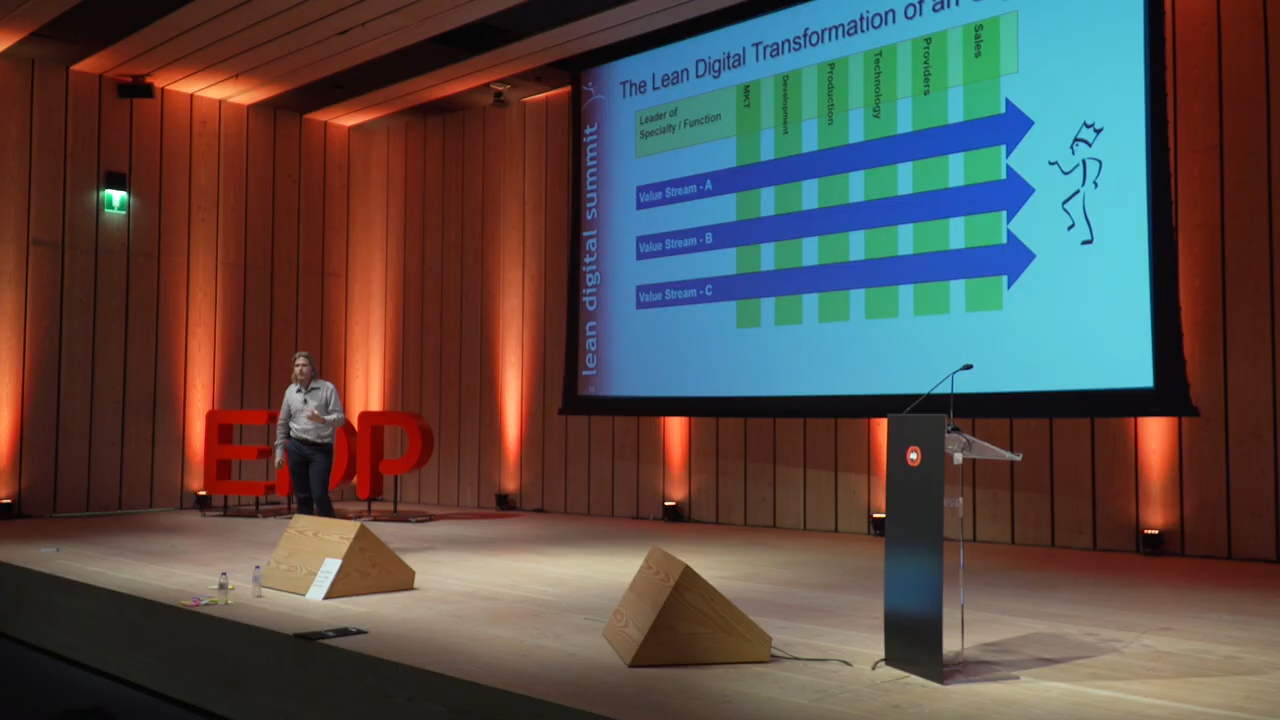 The Lean Digital Transformation of an
Leader of
Specialty / Function
MKT
Development
Production
Technology
Providers
Sales
Value Stream - A
Value Stream - B
Value Stream - C
lean digital summit
EDP